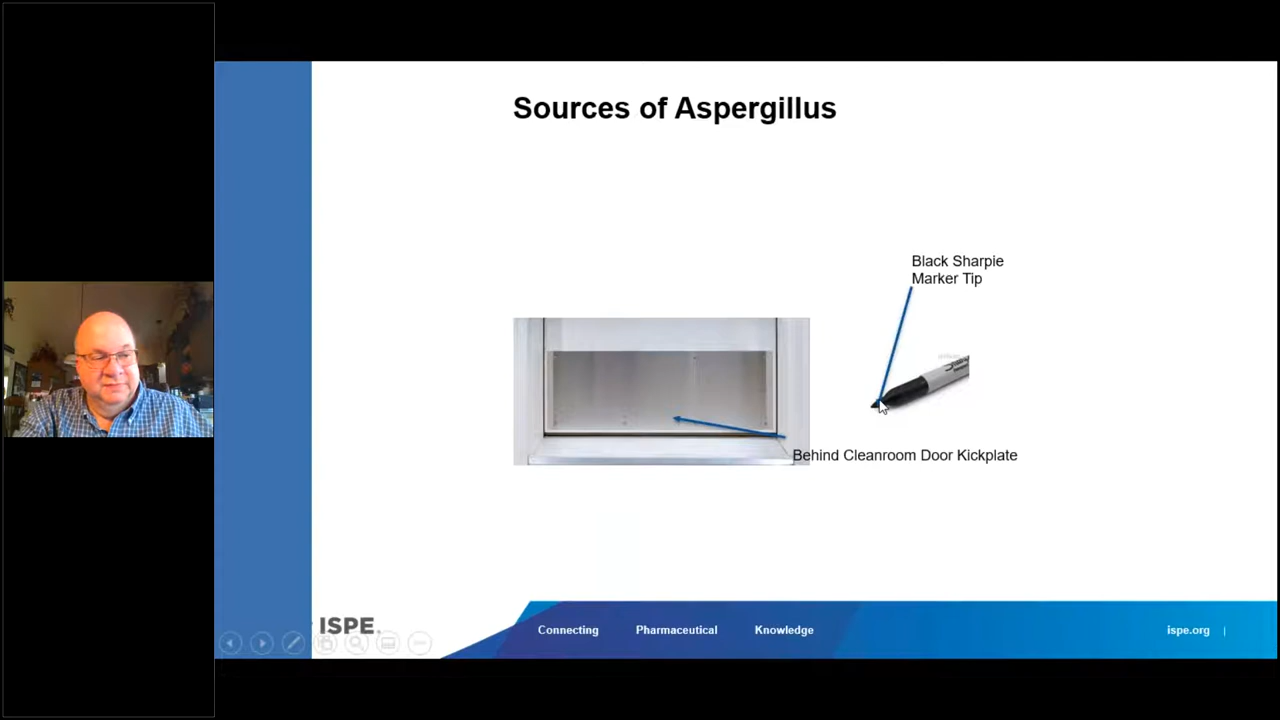 Sources of Aspergillus
Black Sharpie
Marker Tip
Behind Cleanroom Door Kickplate
ISPE.
Connecting
Pharmaceutical
Knowledge
ispe.org |